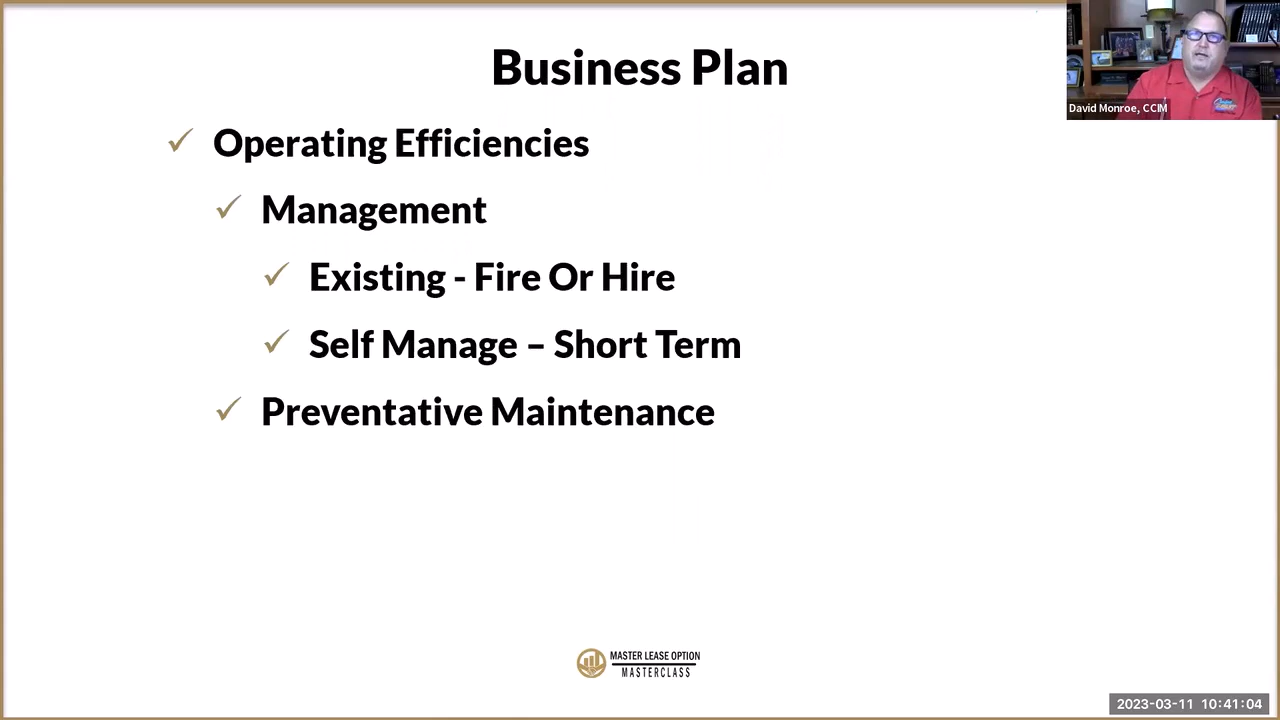 Business Plan
David Monroe, CCIM
✓ Operating Efficiencies
✓ Management
✓ Existing - Fire Or Hire
✓ Self Manage – Short Term
✓ Preventative Maintenance
MASTER LEASE OPTION
MASTERCLASS
2023-03-11 10:41:04